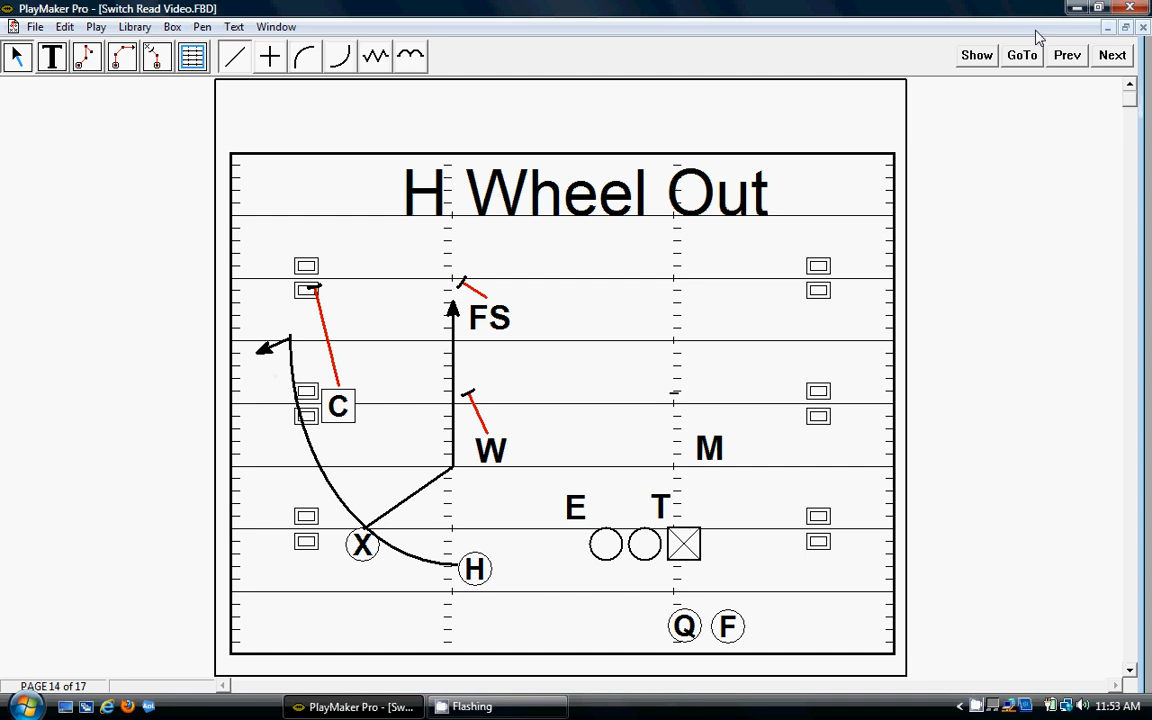 PlayMaker Pro - [Switch Read Video.FBD]
File Edit Play Library Box Pen Text Window
T
Show GoTo Prev Next
H Wheel Out
FS
C
W
M
E
T
X
H
Q
F
PAGE 14 of 17
PlayMaker Pro - [Sw...
Flashing
11:53 AM